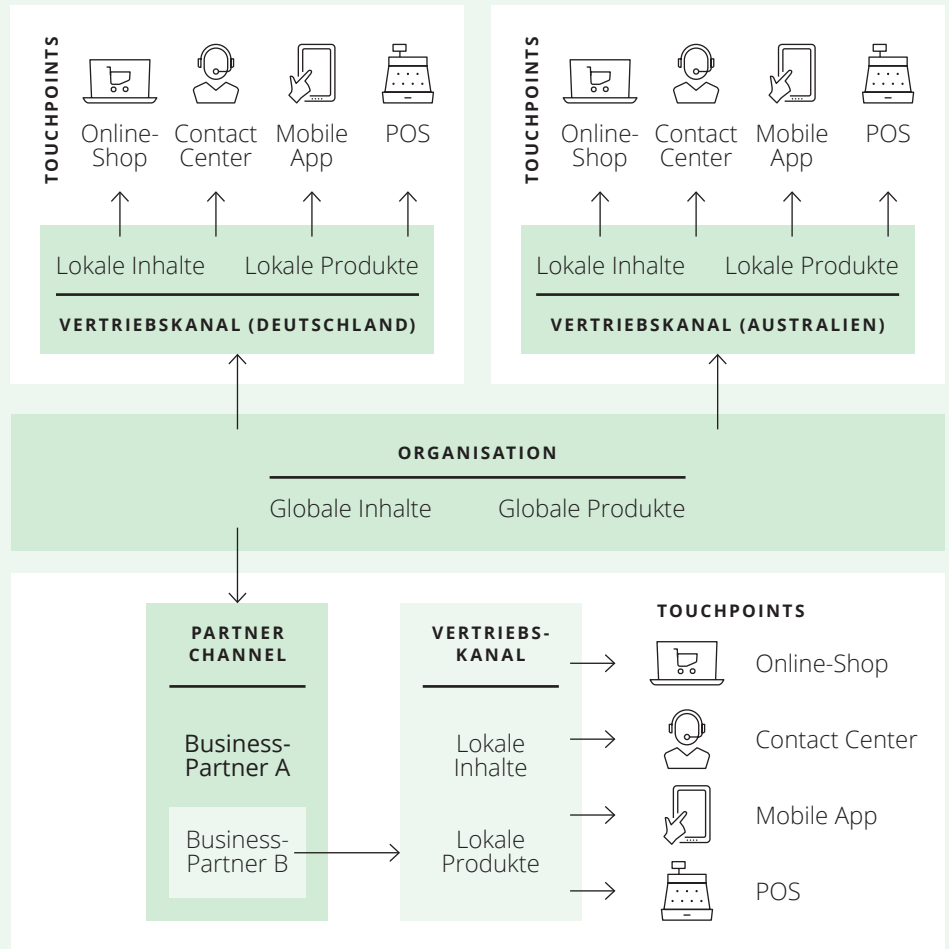 TOUCHPOINTS
Online-
Shop
Contact
Center
Mobile
App
POS
Lokale Inhalte
Lokale Produkte
VERTRIEBSKANAL (DEUTSCHLAND)
TOUCHPOINTS
Online-
Shop
Contact
Center
Mobile
App
POS
Lokale Inhalte
Lokale Produkte
VERTRIEBSKANAL (AUSTRALIEN)
ORGANISATION
Globale Inhalte
Globale Produkte
PARTNER
CHANNEL
Business-
Partner A
Business-
Partner B
VERTRIEBS-
KANAL
Lokale
Inhalte
Lokale
Produkte
TOUCHPOINTS
Online-Shop
Contact Center
Mobile App
POS